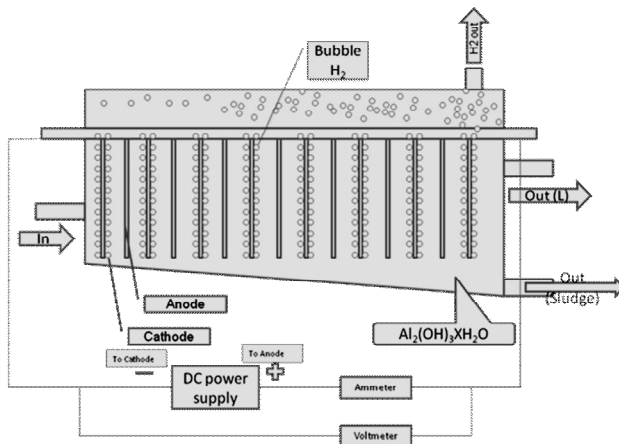 H2 out
Bubble
H₂
Out (L)
In
Out
(Sludge)
Anode
Al₂(OH)₃XH₂O
Cathode
To Cathode
To Anode
DC power
supply
Ammeter
Voltmeter